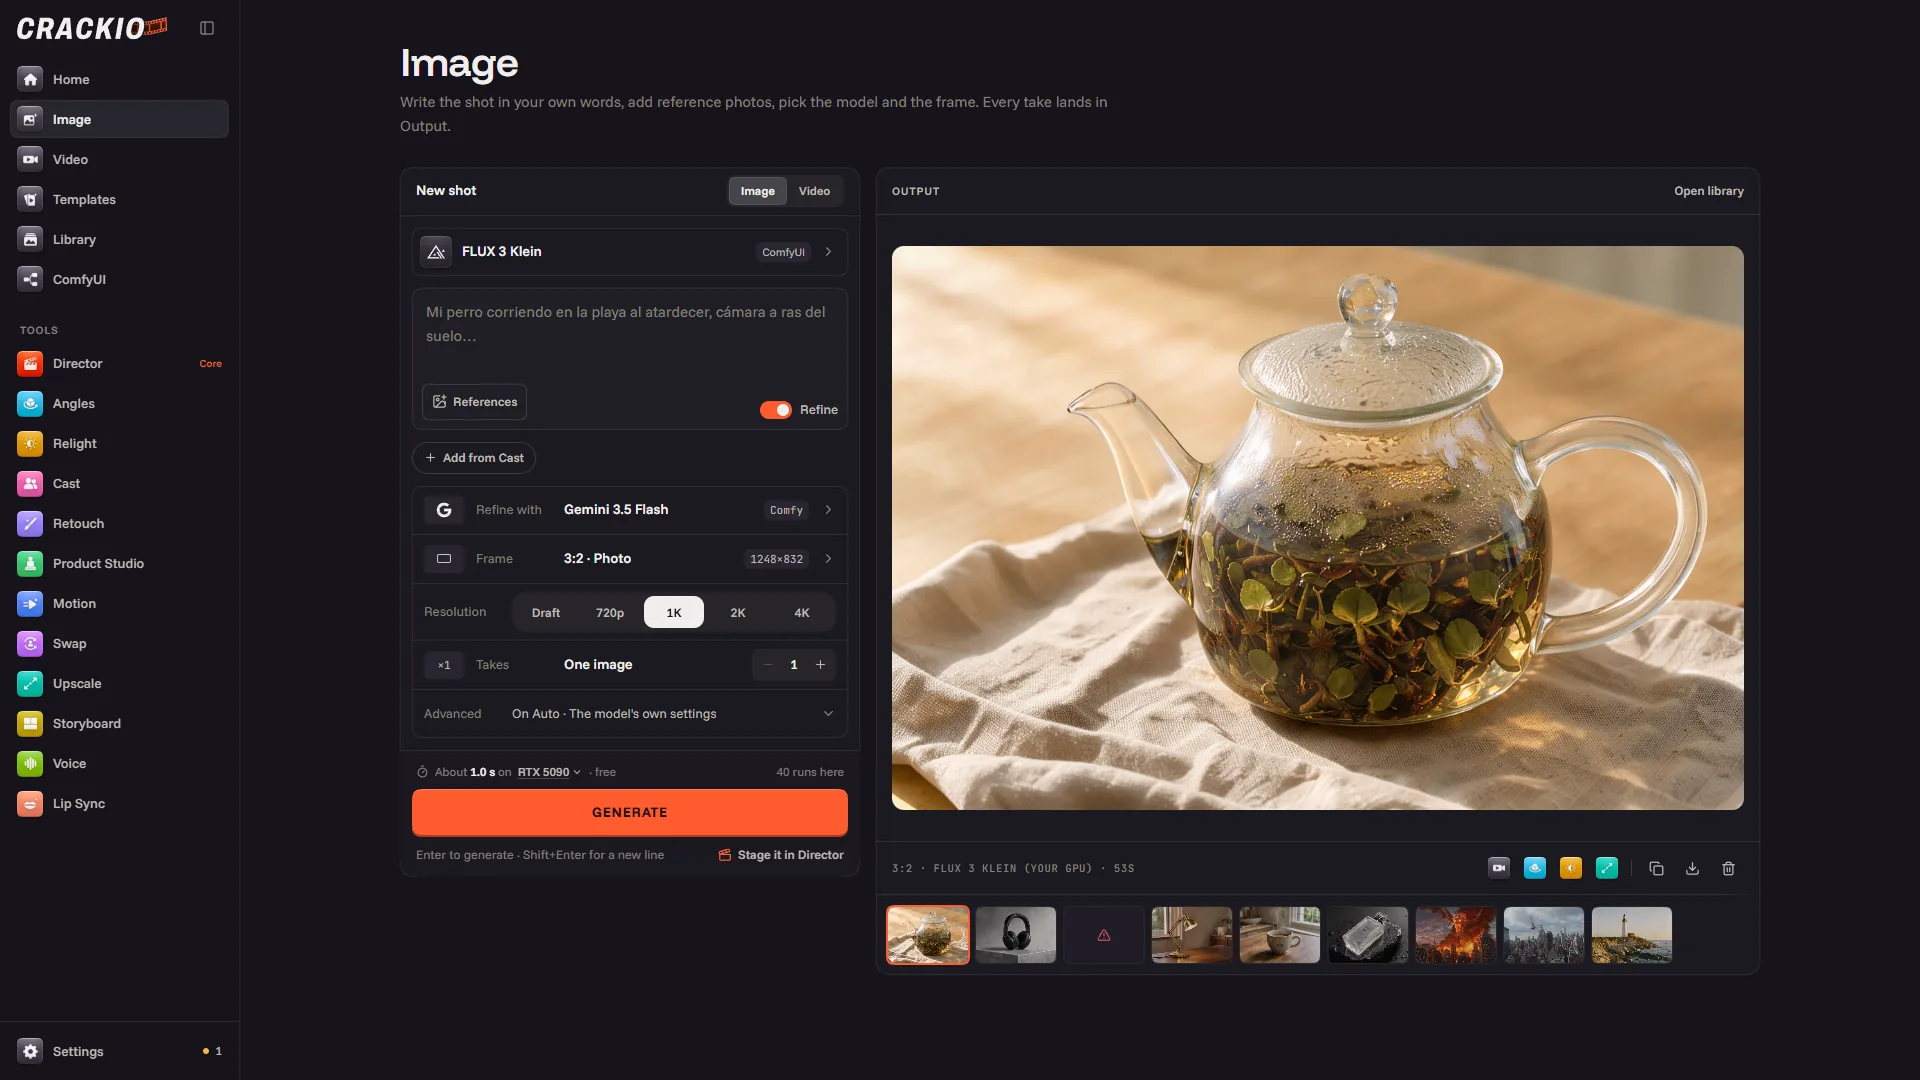 CRACKIO
Home
Image
Video
Templates
Library
ComfyUI
TOOLS
Director
Core
Angles
Relight
Cast
Retouch
Product Studio
Motion
Swap
Upscale
Storyboard
Voice
Lip Sync
Settings
1
Image
Write the shot in your own words, add reference photos, pick the model and the frame. Every take lands in
Output.
New shot
Image
Video
FLUX 3 Klein
ComfyUI
Mi perro corriendo en la playa al atardecer, cámara a ras del
suelo...
References
Refine
+ Add from Cast
G
Refine with
Gemini 3.5 Flash
Comfy
Frame
3:2 · Photo
1248×832
Resolution
Draft
720p
1K
2K
4K
×1
Takes
One image
− 1 +
Advanced
On Auto · The model's own settings
About 1.0 s on RTX 5090 · free
40 runs here
GENERATE
Enter to generate · Shift+Enter for a new line
Stage it in Director
OUTPUT
Open library
3:2 · FLUX 3 KLEIN (YOUR GPU) · 53S